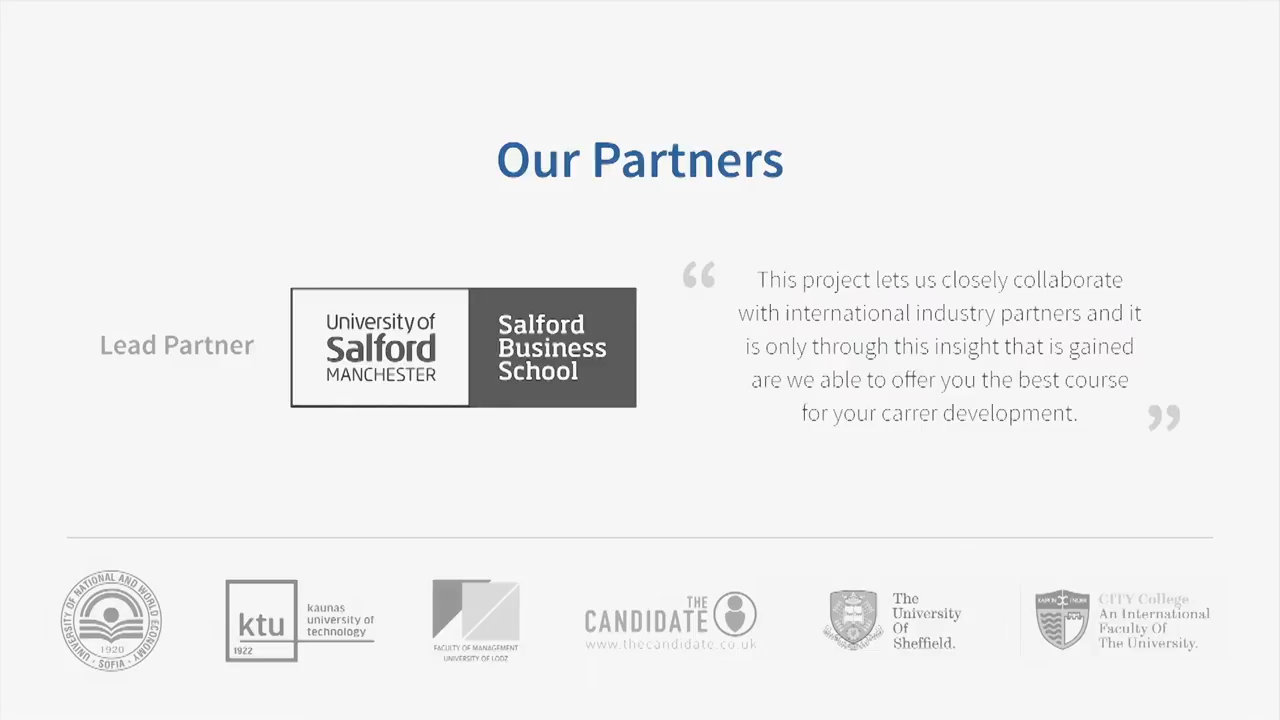 Our Partners
Lead Partner
University of
Salford
MANCHESTER
Salford
Business
School
“ This project lets us closely collaborate
with international industry partners and it
is only through this insight that is gained
are we able to offer you the best course
for your carrer development. ”
UNIVERSITY OF NATIONAL AND WORLD ECONOMY
1920
· SOFIA ·
ktu
1922
kaunas
university of
technology
FACULTY OF MANAGEMENT
UNIVERSITY OF LODZ
THE
CANDIDATE
www.thecandidate.co.uk
The
University
Of
Sheffield.
CITY College
An International
Faculty Of
The University.